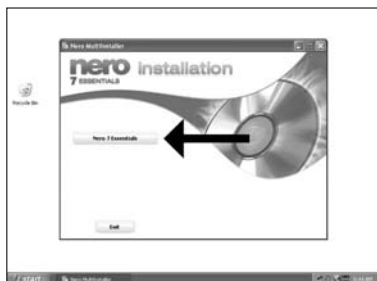 Nero MultiInstaller
nero installation
7 ESSENTIALS
Recycle Bin
Nero 7 Essentials
Exit
START
Nero MultiInstaller